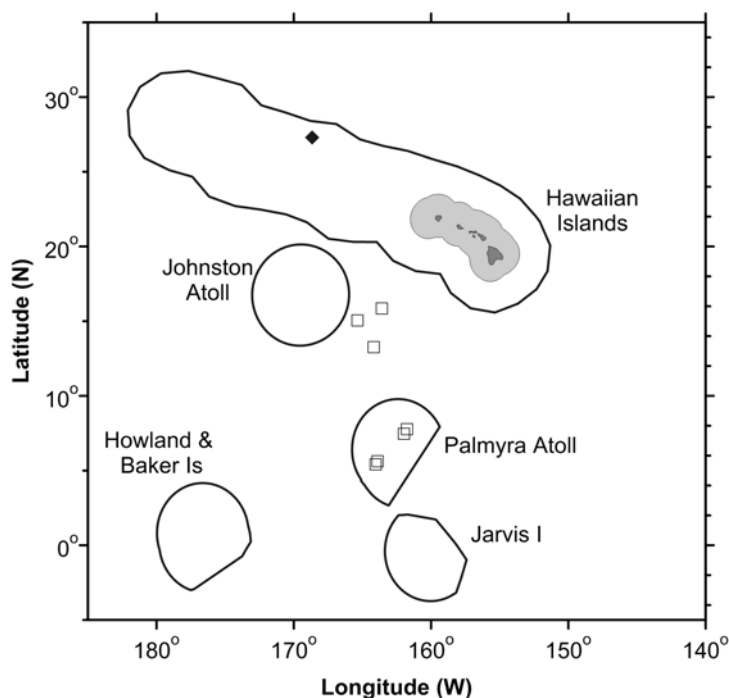 30°
20°
10°
0°
Latitude (N)
Hawaiian
Islands
Johnston
Atoll
Howland &
Baker Is
Palmyra Atoll
Jarvis I
180°
170°
160°
150°
140°
Longitude (W)